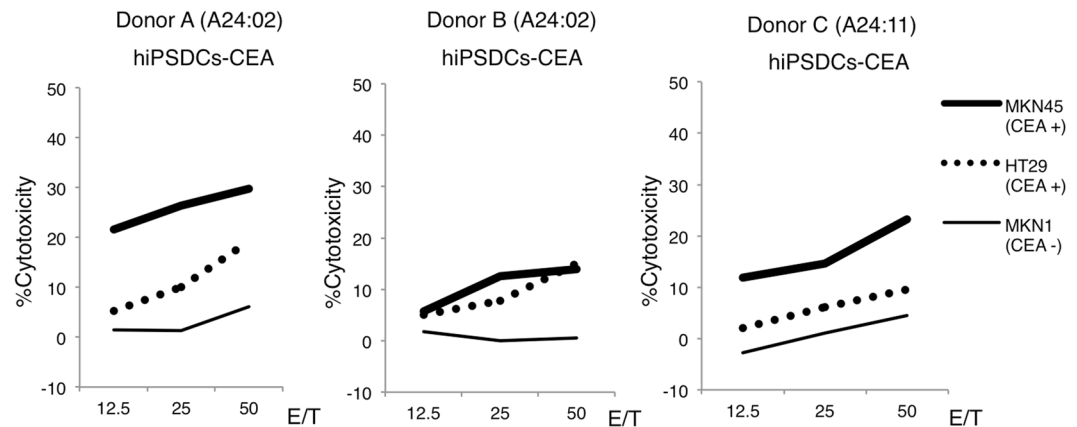 Donor A (A24:02)
hiPSDCs-CEA
%Cytotoxicity
50
40
30
20
10
0
-10
12.5 25 50 E/T
Donor B (A24:02)
hiPSDCs-CEA
%Cytotoxicity
50
40
30
20
10
0
-10
12.5 25 50 E/T
Donor C (A24:11)
hiPSDCs-CEA
%Cytotoxicity
50
40
30
20
10
0
-10
12.5 25 50 E/T
MKN45
(CEA +)
HT29
(CEA +)
MKN1
(CEA -)